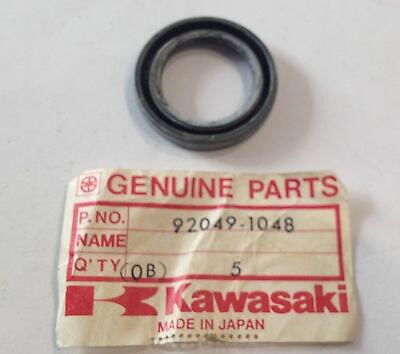 GENUINE PARTS
P. NO. 92049-1048
NAME
Q'TY (OB) 5
Kawasaki
MADE IN JAPAN